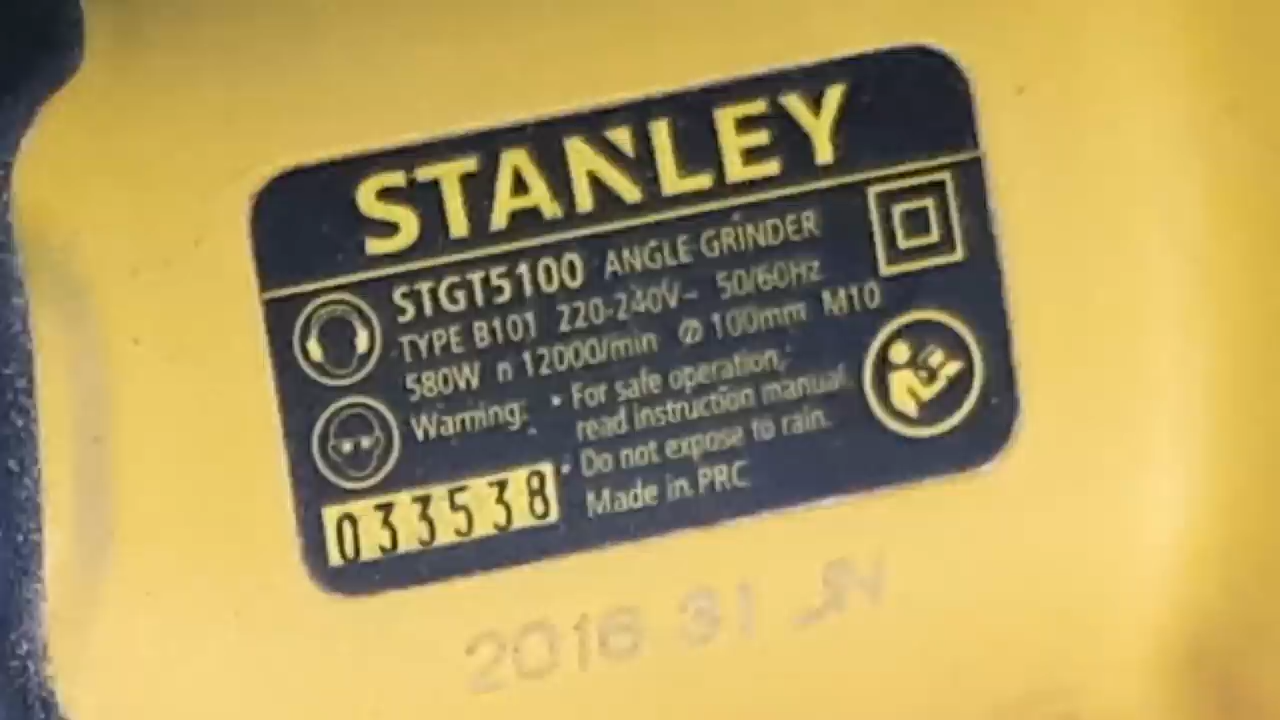 STANLEY
STGT5100 ANGLE GRINDER
TYPE B101 220-240V~ 50/60Hz
580W n 12000/min Ø 100mm M10
Warning: • For safe operation,
read instruction manual.
• Do not expose to rain.
Made in PRC
033538
2016 31 JN